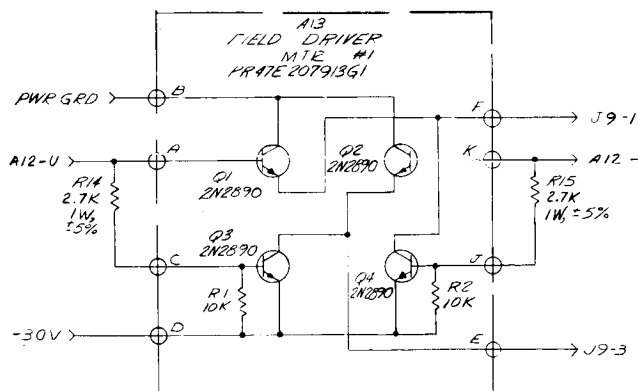 A13
FIELD DRIVER
MTR #1
PR47E207913G1
PWR GRD
B
F
J9-1
A12-U
A
K
A12-
Q1
2N2890
Q2
2N2890
R14
2.7K
1W,
±5%
R15
2.7K
1W, ±5%
Q3
2N2890
C
J
R1
10K
Q4
2N2890
R2
10K
-30V
D
E
J9-3